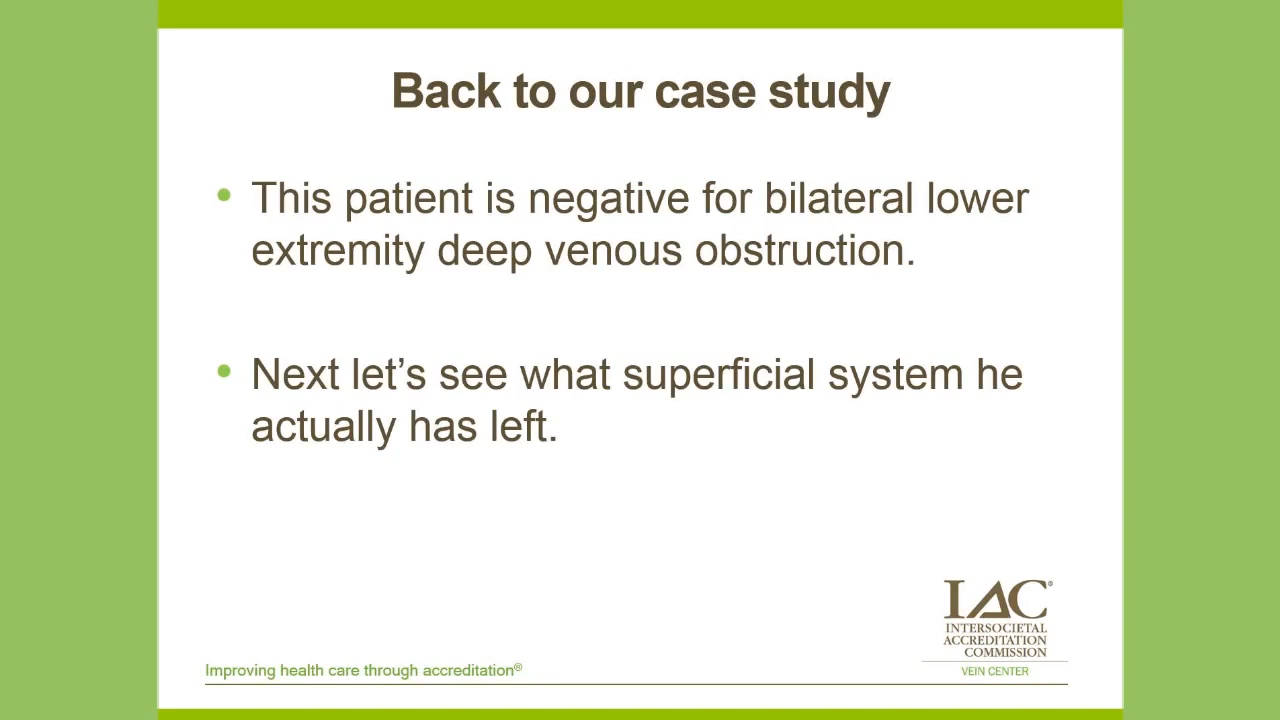 Back to our case study
• This patient is negative for bilateral lower
extremity deep venous obstruction.
• Next let’s see what superficial system he
actually has left.
IAC®
INTERSOCIETAL
ACCREDITATION
COMMISSION
VEIN CENTER
Improving health care through accreditation®